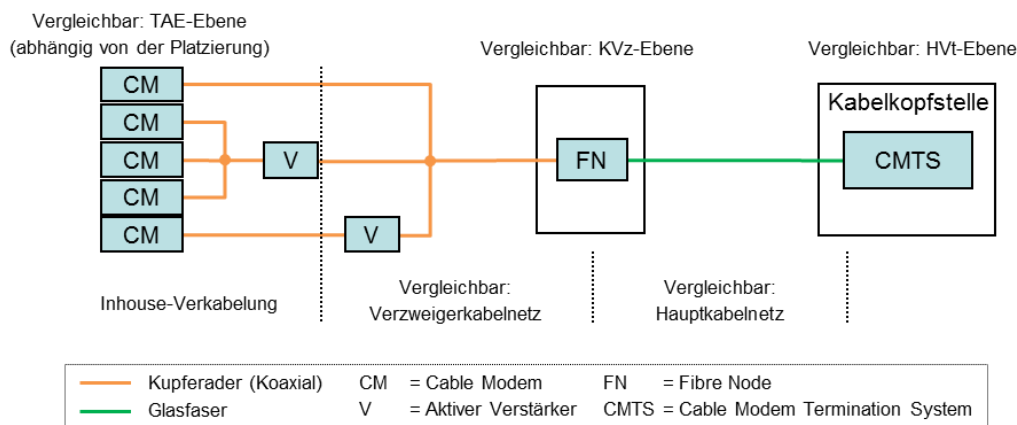 Vergleichbar: TAE-Ebene
(abhängig von der Platzierung)
Vergleichbar: KVz-Ebene
Vergleichbar: HVt-Ebene
CM
CM
CM
CM
CM
V
V
FN
Kabelkopfstelle
CMTS
Inhouse-Verkabelung
Vergleichbar:
Verzweigerkabelnetz
Vergleichbar:
Hauptkabelnetz
Kupferader (Koaxial) CM = Cable Modem FN = Fibre Node
Glasfaser V = Aktiver Verstärker CMTS = Cable Modem Termination System